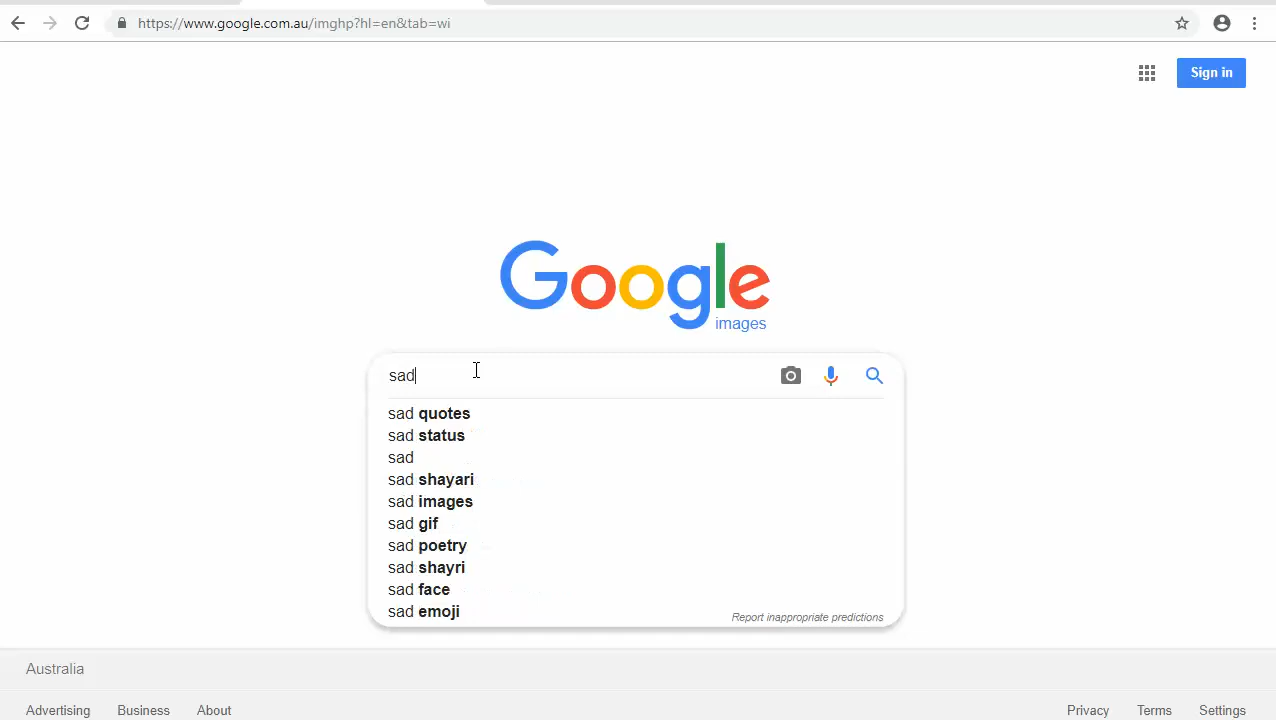 https://www.google.com.au/imghp?hl=en&tab=wi
Sign in
Google
images
sad
sad quotes
sad status
sad
sad shayari
sad images
sad gif
sad poetry
sad shayri
sad face
sad emoji
Report inappropriate predictions
Australia
Advertising Business About Privacy Terms Settings